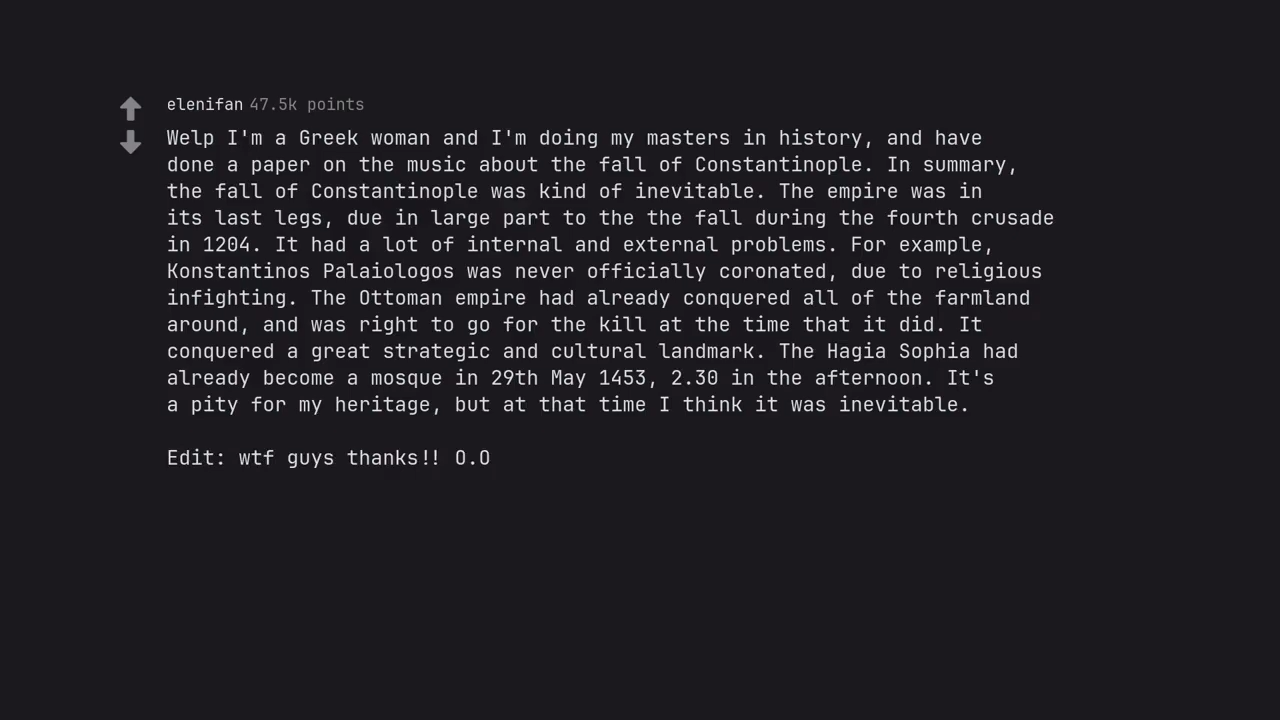 elenifan 47.5k points
Welp I'm a Greek woman and I'm doing my masters in history, and have
done a paper on the music about the fall of Constantinople. In summary,
the fall of Constantinople was kind of inevitable. The empire was in
its last legs, due in large part to the the fall during the fourth crusade
in 1204. It had a lot of internal and external problems. For example,
Konstantinos Palaiologos was never officially coronated, due to religious
infighting. The Ottoman empire had already conquered all of the farmland
around, and was right to go for the kill at the time that it did. It
conquered a great strategic and cultural landmark. The Hagia Sophia had
already become a mosque in 29th May 1453, 2.30 in the afternoon. It's
a pity for my heritage, but at that time I think it was inevitable.
Edit: wtf guys thanks!! O.O